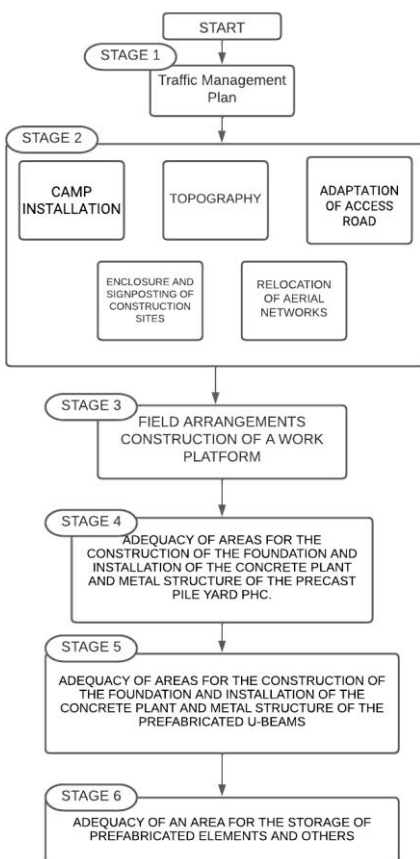 START
STAGE 1
Traffic Management
Plan
STAGE 2
CAMP
INSTALLATION
TOPOGRAPHY
ADAPTATION
OF ACCESS
ROAD
ENCLOSURE AND
SIGNPOSTING OF
CONSTRUCTION
SITES
RELOCATION
OF AERIAL
NETWORKS
STAGE 3
FIELD ARRANGEMENTS
CONSTRUCTION OF A WORK
PLATFORM
STAGE 4
ADEQUACY OF AREAS FOR THE
CONSTRUCTION OF THE FOUNDATION AND
INSTALLATION OF THE CONCRETE PLANT
AND METAL STRUCTURE OF THE PRECAST
PILE YARD PHC.
STAGE 5
ADEQUACY OF AREAS FOR THE CONSTRUCTION OF
THE FOUNDATION AND INSTALLATION OF THE
CONCRETE PLANT AND METAL STRUCTURE OF THE
PREFABRICATED U-BEAMS
STAGE 6
ADEQUACY OF AN AREA FOR THE STORAGE OF
PREFABRICATED ELEMENTS AND OTHERS